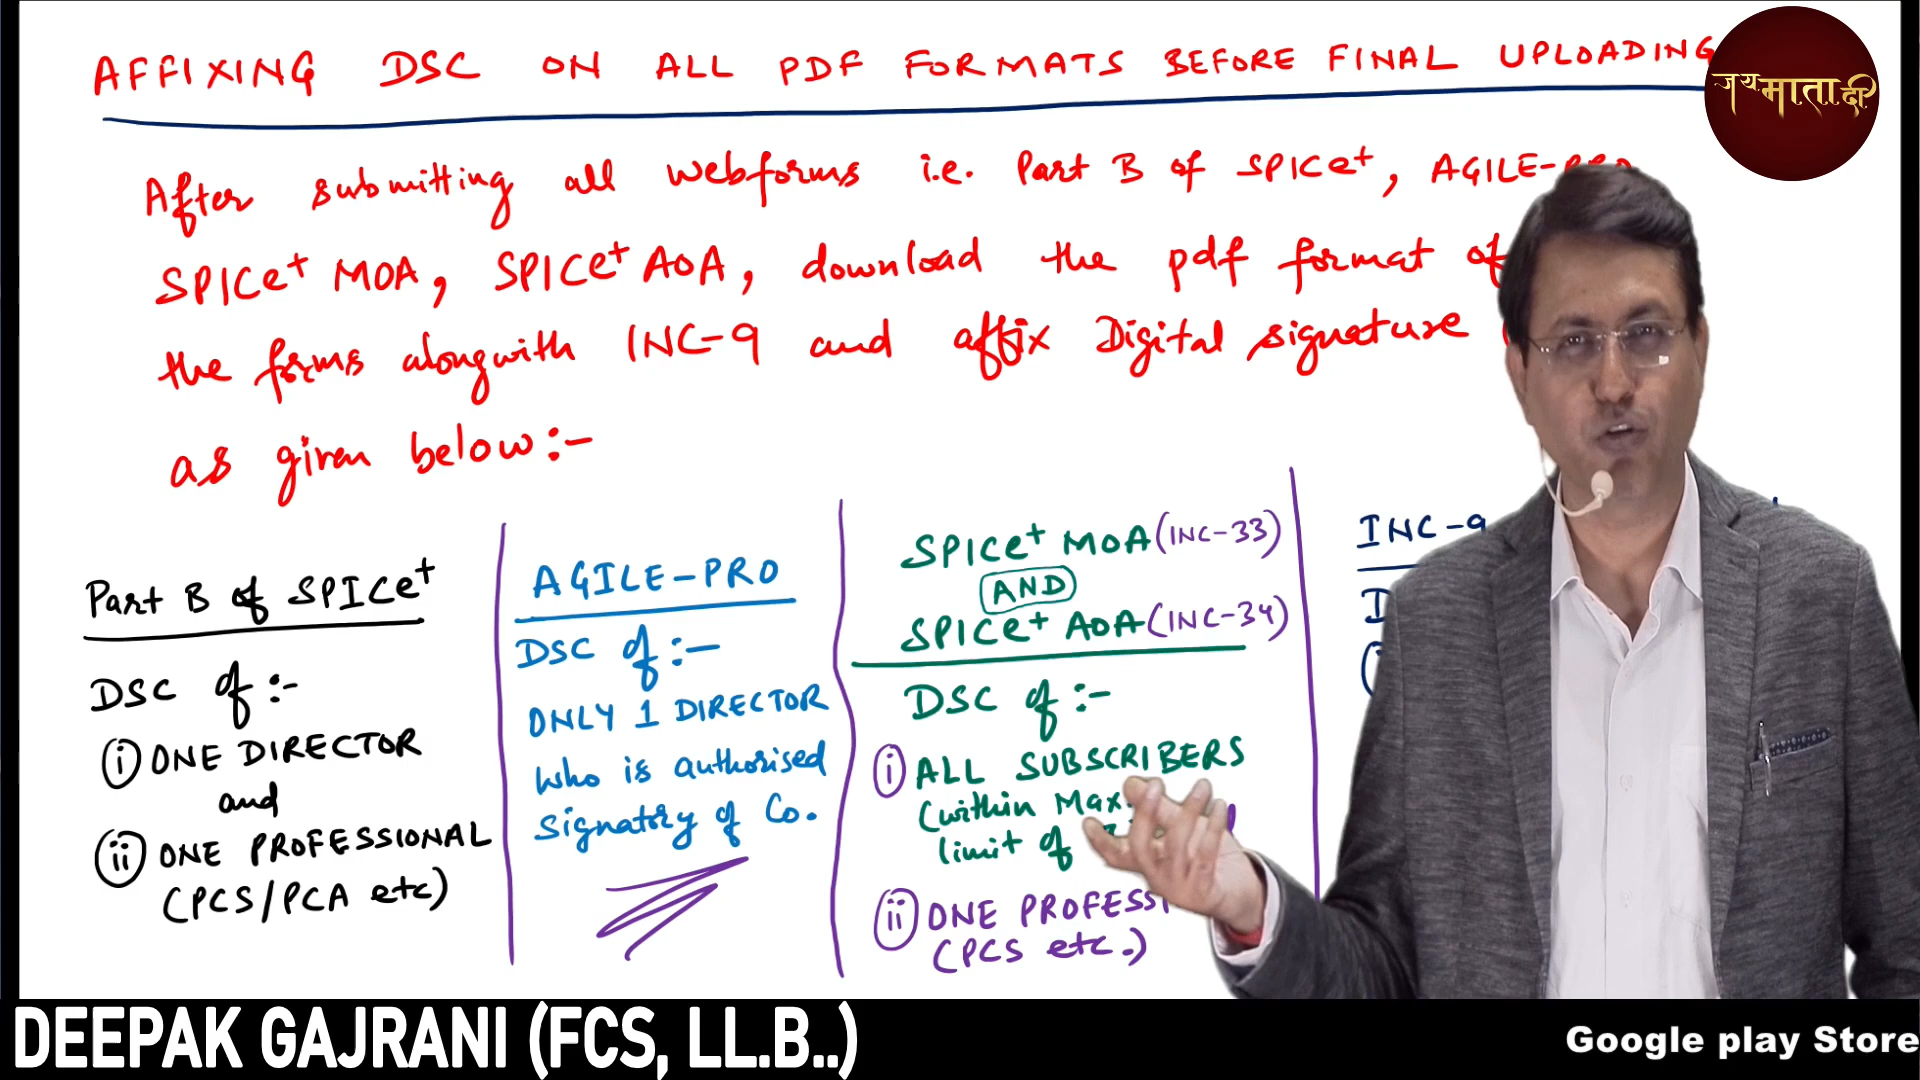 AFFIXING DSC ON ALL PDF FORMATS BEFORE FINAL UPLOADING
जय माता दी
After submitting all webforms i.e. Part B of SPICe+, AGILE-PRO
SPICe+ MOA, SPICe+ AOA, download the pdf format of
the forms alongwith INC-9 and affix Digital signature
as given below:-
Part B of SPICe+
DSC of:-
(i) ONE DIRECTOR
and
(ii) ONE PROFESSIONAL
(PCS/PCA etc)
AGILE-PRO
DSC of:-
ONLY 1 DIRECTOR
who is authorised
signatory of Co.
SPICe+ MOA (INC-33)
AND
SPICe+ AOA (INC-34)
DSC of:-
(i) ALL SUBSCRIBERS
(within Max.
limit of
(ii) ONE
(PCS etc.)
INC-9
DEEPAK GAJRANI (FCS, LL.B..)
Google play Store